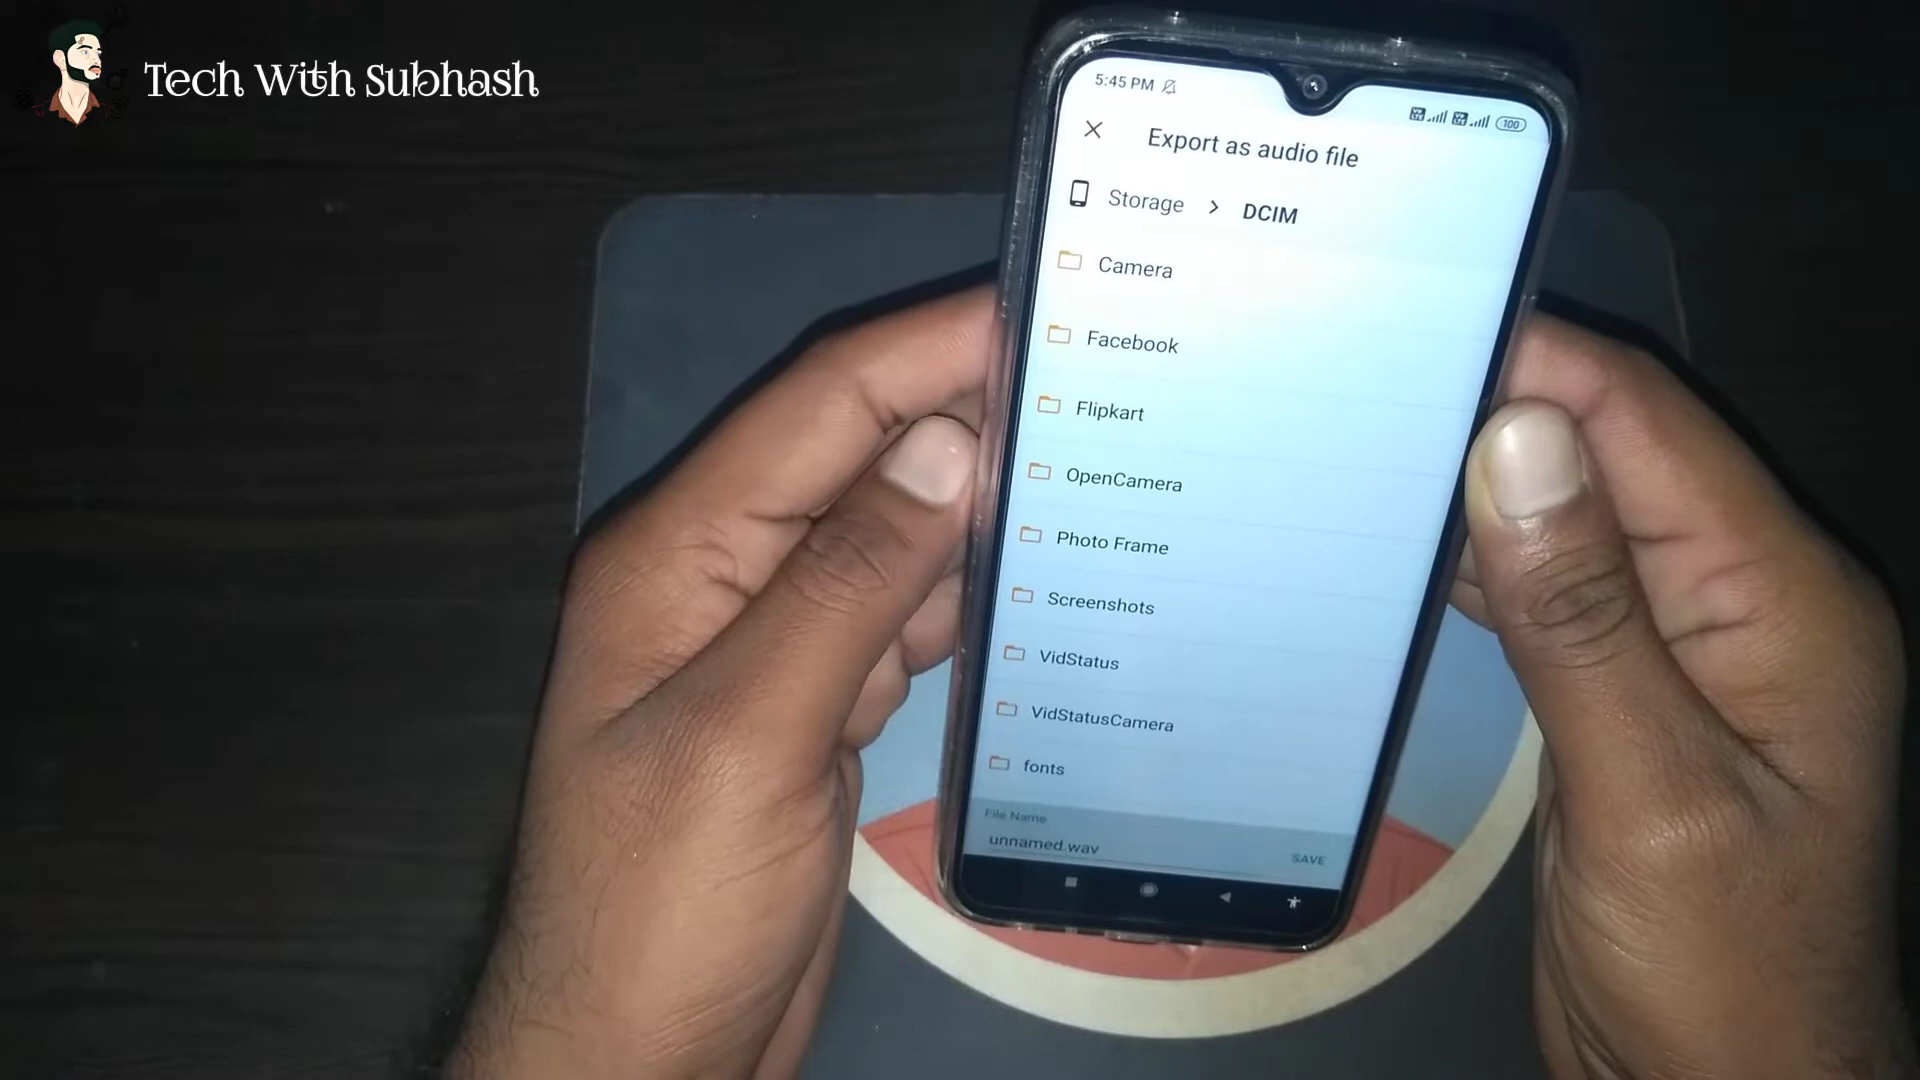 Tech With Subhash
5:45 PM
100
Export as audio file
Storage > DCIM
Camera
Facebook
Flipkart
OpenCamera
Photo Frame
Screenshots
VidStatus
VidStatusCamera
fonts
File Name
unnamed.wav
SAVE